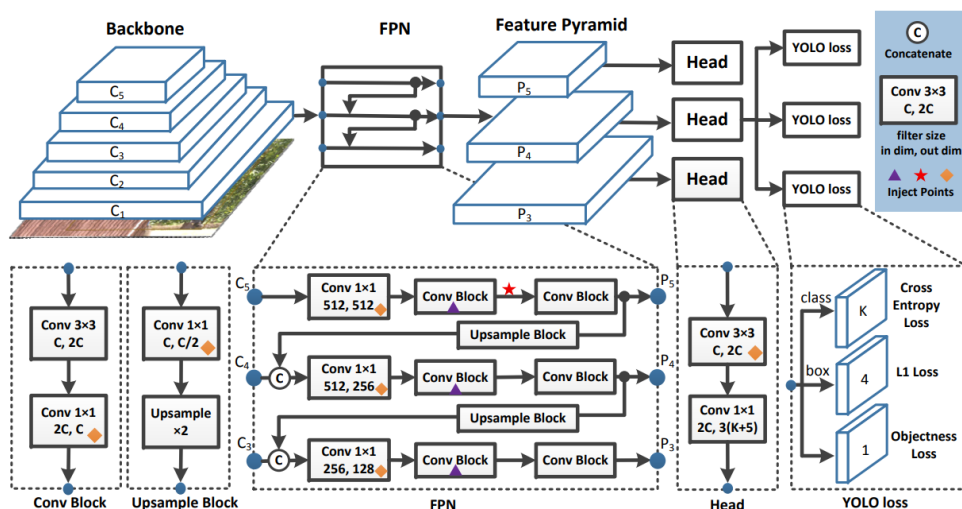 Backbone
FPN
Feature Pyramid
C5
C4
C3
C2
C1
P5
P4
P3
Head
Head
Head
YOLO loss
YOLO loss
YOLO loss
C
Concatenate
Conv 3×3
C, 2C
filter size
in dim, out dim
Inject Points
Conv 3×3
C, 2C
Conv 1×1
2C, C
Conv Block
Conv 1×1
C, C/2
Upsample
×2
Upsample Block
C5
Conv 1×1
512, 512
Conv Block
Conv Block
P5
Upsample Block
C4
C
Conv 1×1
512, 256
Conv Block
Conv Block
P4
Upsample Block
C3
C
Conv 1×1
256, 128
Conv Block
Conv Block
P3
FPN
Conv 3×3
C, 2C
Conv 1×1
2C, 3(K+5)
Head
class
K
Cross
Entropy
Loss
box
4
L1 Loss
1
Objectness
Loss
YOLO loss